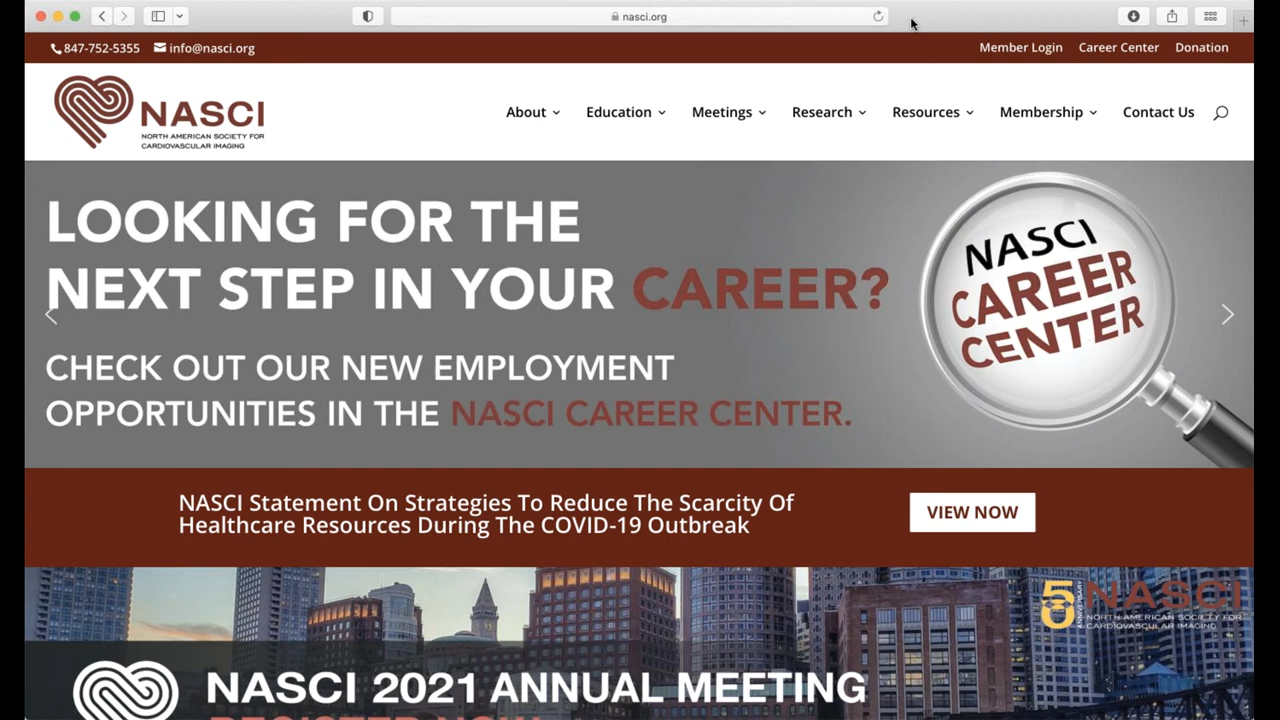 nasci.org
847-752-5355 info@nasci.org Member Login Career Center Donation
NASCI
NORTH AMERICAN SOCIETY FOR
CARDIOVASCULAR IMAGING
About Education Meetings Research Resources Membership Contact Us
LOOKING FOR THE
NEXT STEP IN YOUR CAREER?
CHECK OUT OUR NEW EMPLOYMENT
OPPORTUNITIES IN THE NASCI CAREER CENTER.
NASCI
CAREER
CENTER
NASCI Statement On Strategies To Reduce The Scarcity Of
Healthcare Resources During The COVID-19 Outbreak
VIEW NOW
50
ANNIVERSARY
NASCI
NORTH AMERICAN SOCIETY FOR
CARDIOVASCULAR IMAGING
NASCI 2021 ANNUAL MEETING
REGISTER NOW